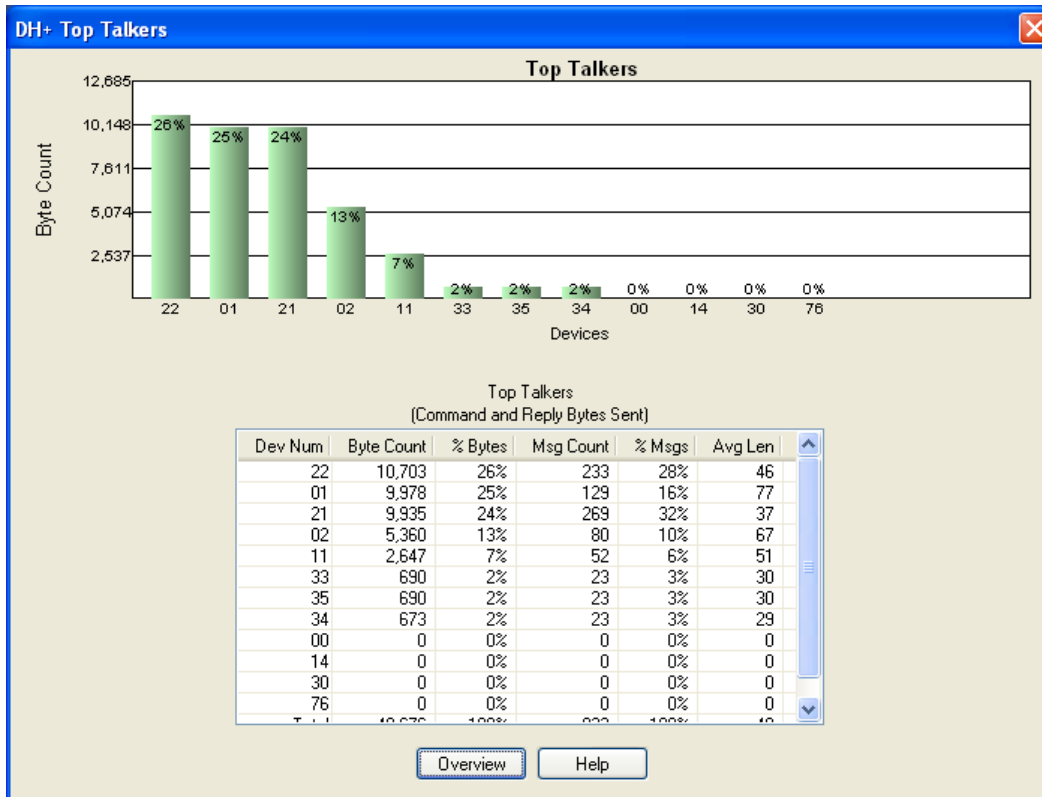 DH+ Top Talkers
Top Talkers
12,685
10,148
7,611
5,074
2,537
Byte Count
26% 25% 24% 13% 7% 2% 2% 2% 0% 0% 0% 0%
22 01 21 02 11 33 35 34 00 14 30 76
Devices
Top Talkers
(Command and Reply Bytes Sent)
Dev Num Byte Count % Bytes Msg Count % Msgs Avg Len
22 10,703 26% 233 28% 46
01 9,978 25% 129 16% 77
21 9,935 24% 269 32% 37
02 5,360 13% 80 10% 67
11 2,647 7% 52 6% 51
33 690 2% 23 3% 30
35 690 2% 23 3% 30
34 673 2% 23 3% 29
00 0 0% 0 0% 0
14 0 0% 0 0% 0
30 0 0% 0 0% 0
76 0 0% 0 0% 0
Overview Help